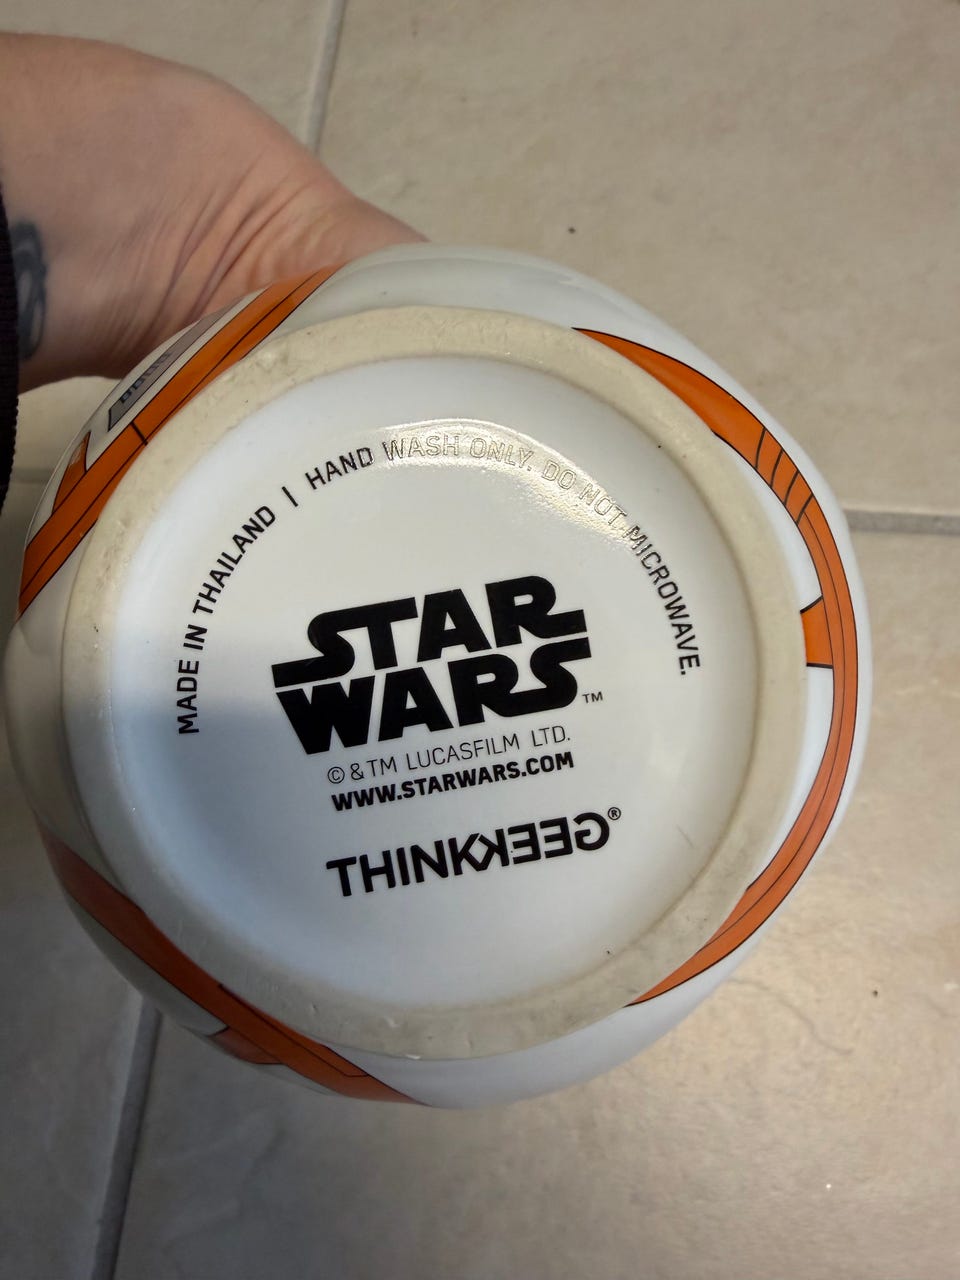 MADE IN THAILAND | HAND WASH ONLY. DO NOT MICROWAVE.
STAR
WARS™
© & TM LUCASFILM LTD.
WWW.STARWARS.COM
THINKGEEK®